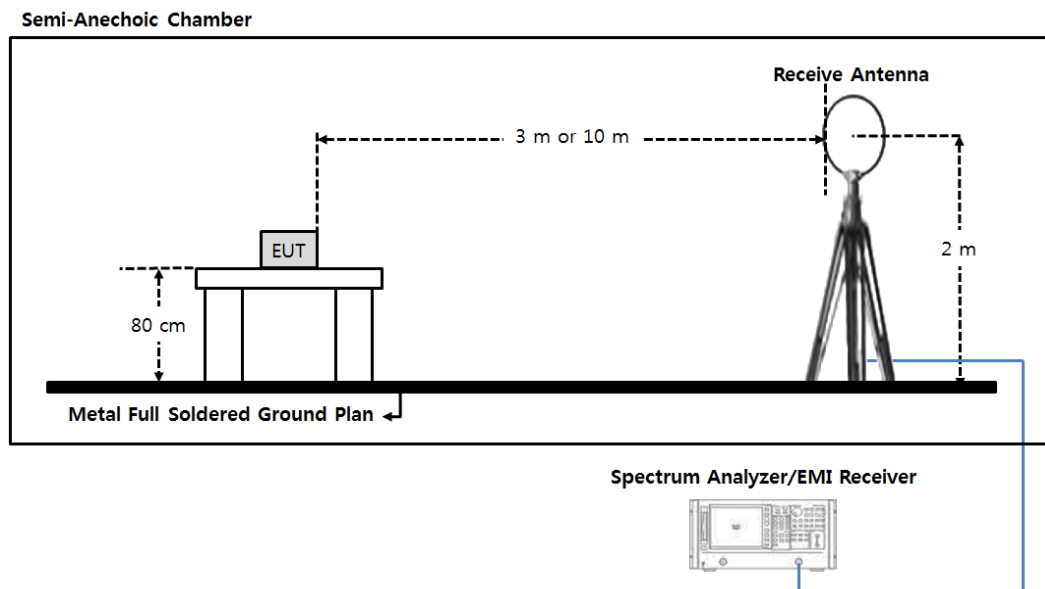 Semi-Anechoic Chamber
Receive Antenna
3 m or 10 m
EUT
2 m
80 cm
Metal Full Soldered Ground Plan
Spectrum Analyzer/EMI Receiver